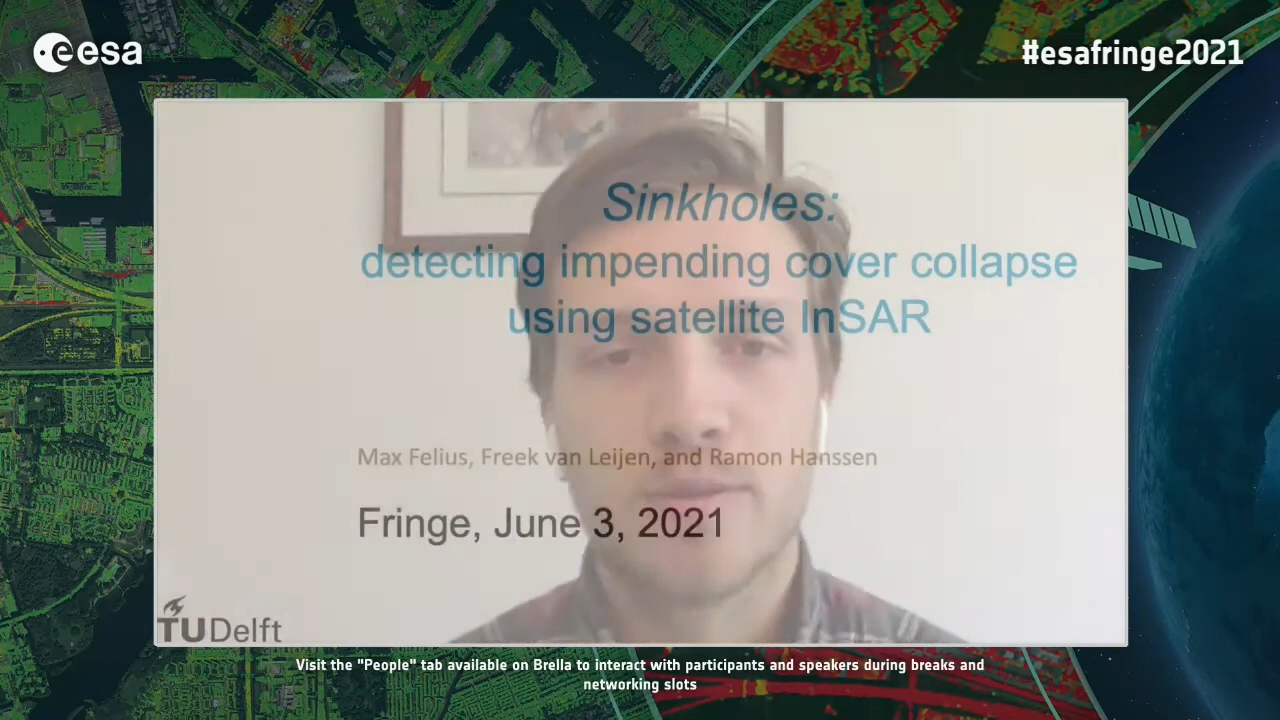 esa
#esafringe2021
Sinkholes:
detecting impending cover collapse
using satellite InSAR
Max Felius, Freek van Leijen, and Ramon Hanssen
Fringe, June 3, 2021
TUDelft
Visit the "People" tab available on Brella to interact with participants and speakers during breaks and
networking slots